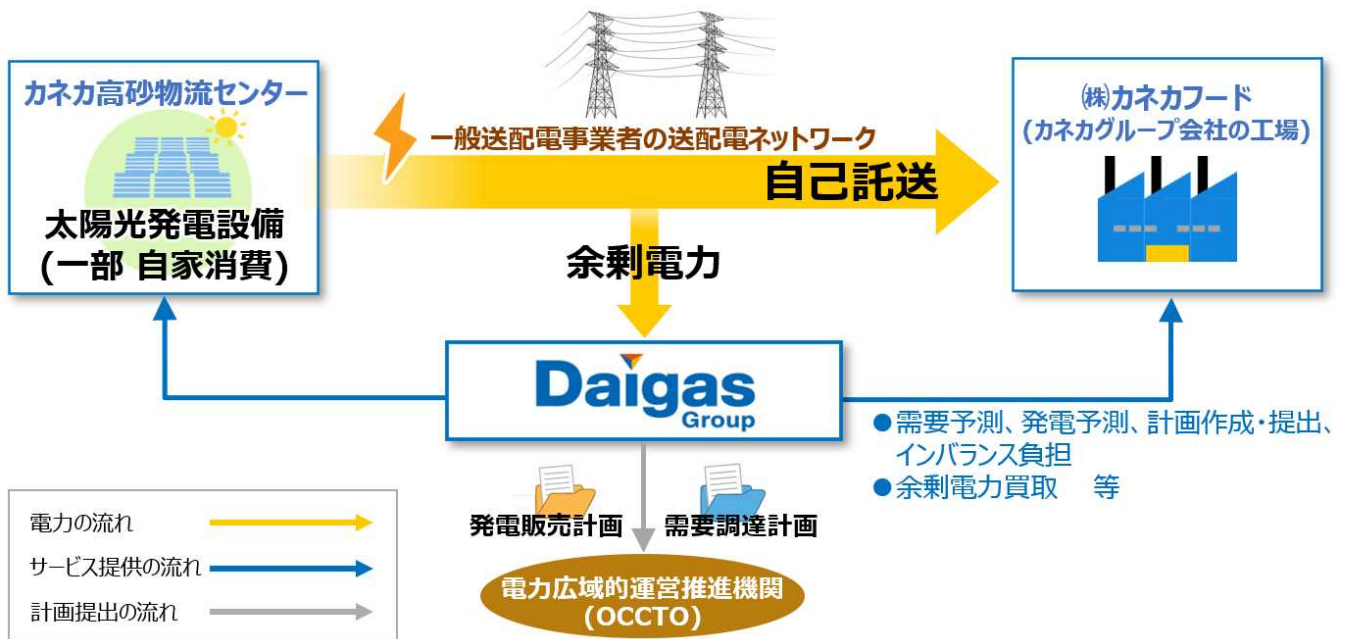 カネカ高砂物流センター
太陽光発電設備
(一部 自家消費)
一般送配電事業者の送配電ネットワーク
自己託送
㈱カネカフード
(カネカグループ会社の工場)
余剰電力
Daigas
Group
●需要予測、発電予測、計画作成・提出、
インバランス負担
●余剰電力買取 等
発電販売計画
需要調達計画
電力広域的運営推進機関
(OCCTO)
電力の流れ
サービス提供の流れ
計画提出の流れ